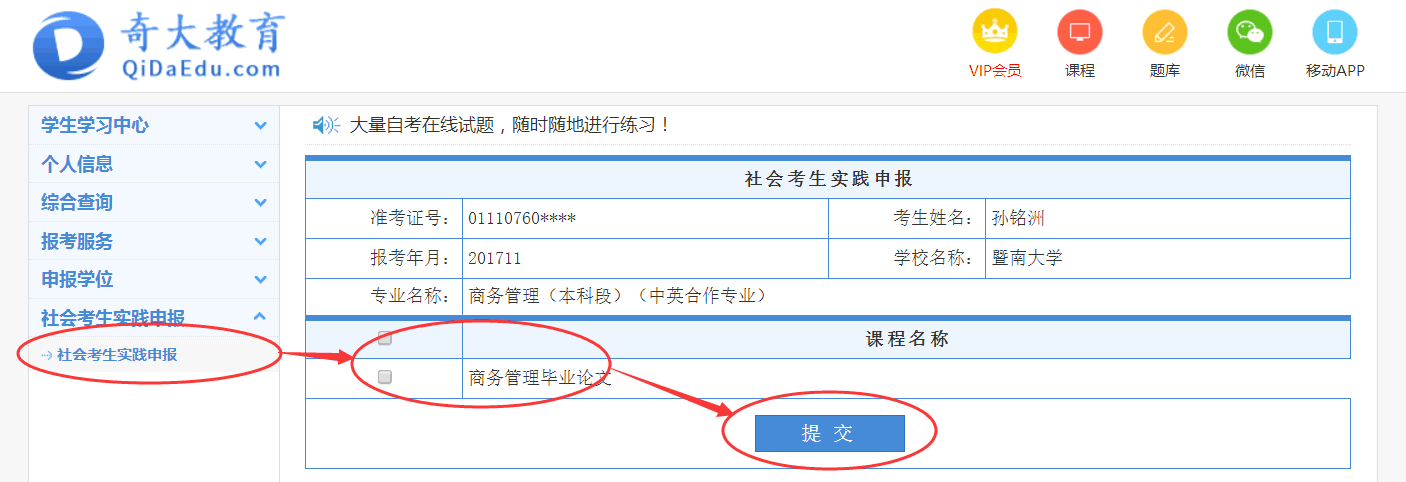 奇大教育
QiDaEdu.com
VIP会员 课程 题库 微信 移动APP
学生学习中心
个人信息
综合查询
报考服务
申报学位
社会考生实践申报
社会考生实践申报
大量自考在线试题，随时随地进行练习！
社会考生实践申报
准考证号： 01110760**** 考生姓名： 孙铭洲
报考年月： 201711 学校名称： 暨南大学
专业名称： 商务管理（本科段）（中英合作专业）
课程名称
商务管理毕业论文
提 交